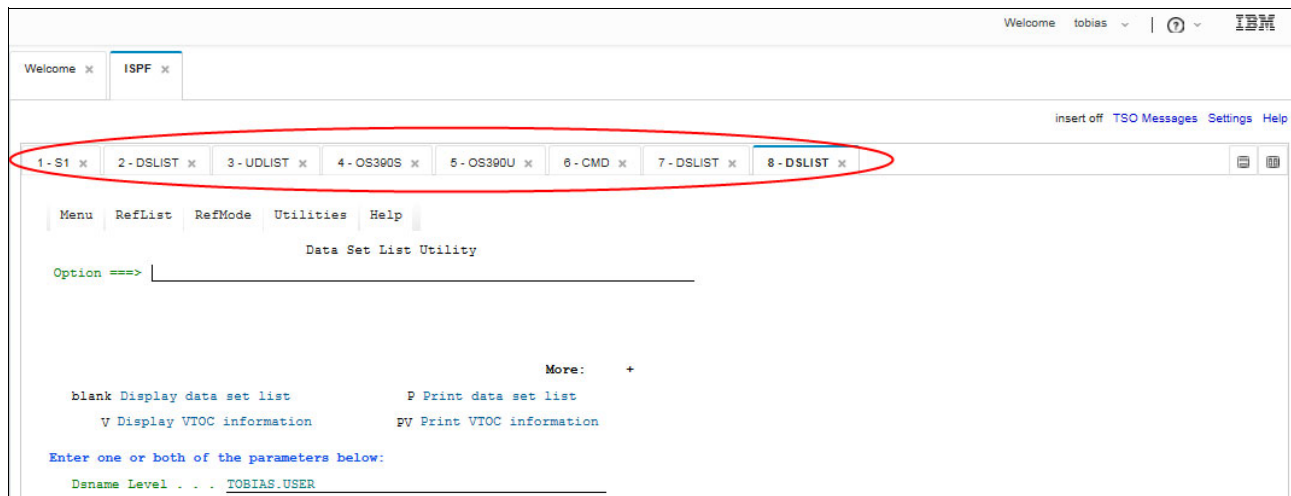 Welcome tobias | ? IBM
Welcome × ISPF ×
insert off TSO Messages Settings Help
1 - S1 × 2 - DSLIST × 3 - UDLIST × 4 - OS390S × 5 - OS390U × 6 - CMD × 7 - DSLIST × 8 - DSLIST ×
Menu RefList RefMode Utilities Help
Data Set List Utility
Option ===>
More: +
blank Display data set list P Print data set list
V Display VTOC information PV Print VTOC information
Enter one or both of the parameters below:
Dsname Level . . . TOBIAS.USER